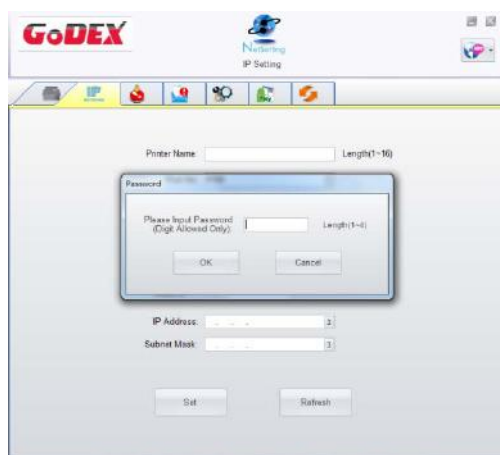 GoDEX
NetSetting
IP Setting
IP
Printer Name: Length(1~16)
Password
Please Input Password
(Digit Allowed Only): Length(1~4)
OK Cancel
IP Address:
Subnet Mask:
Set Refresh